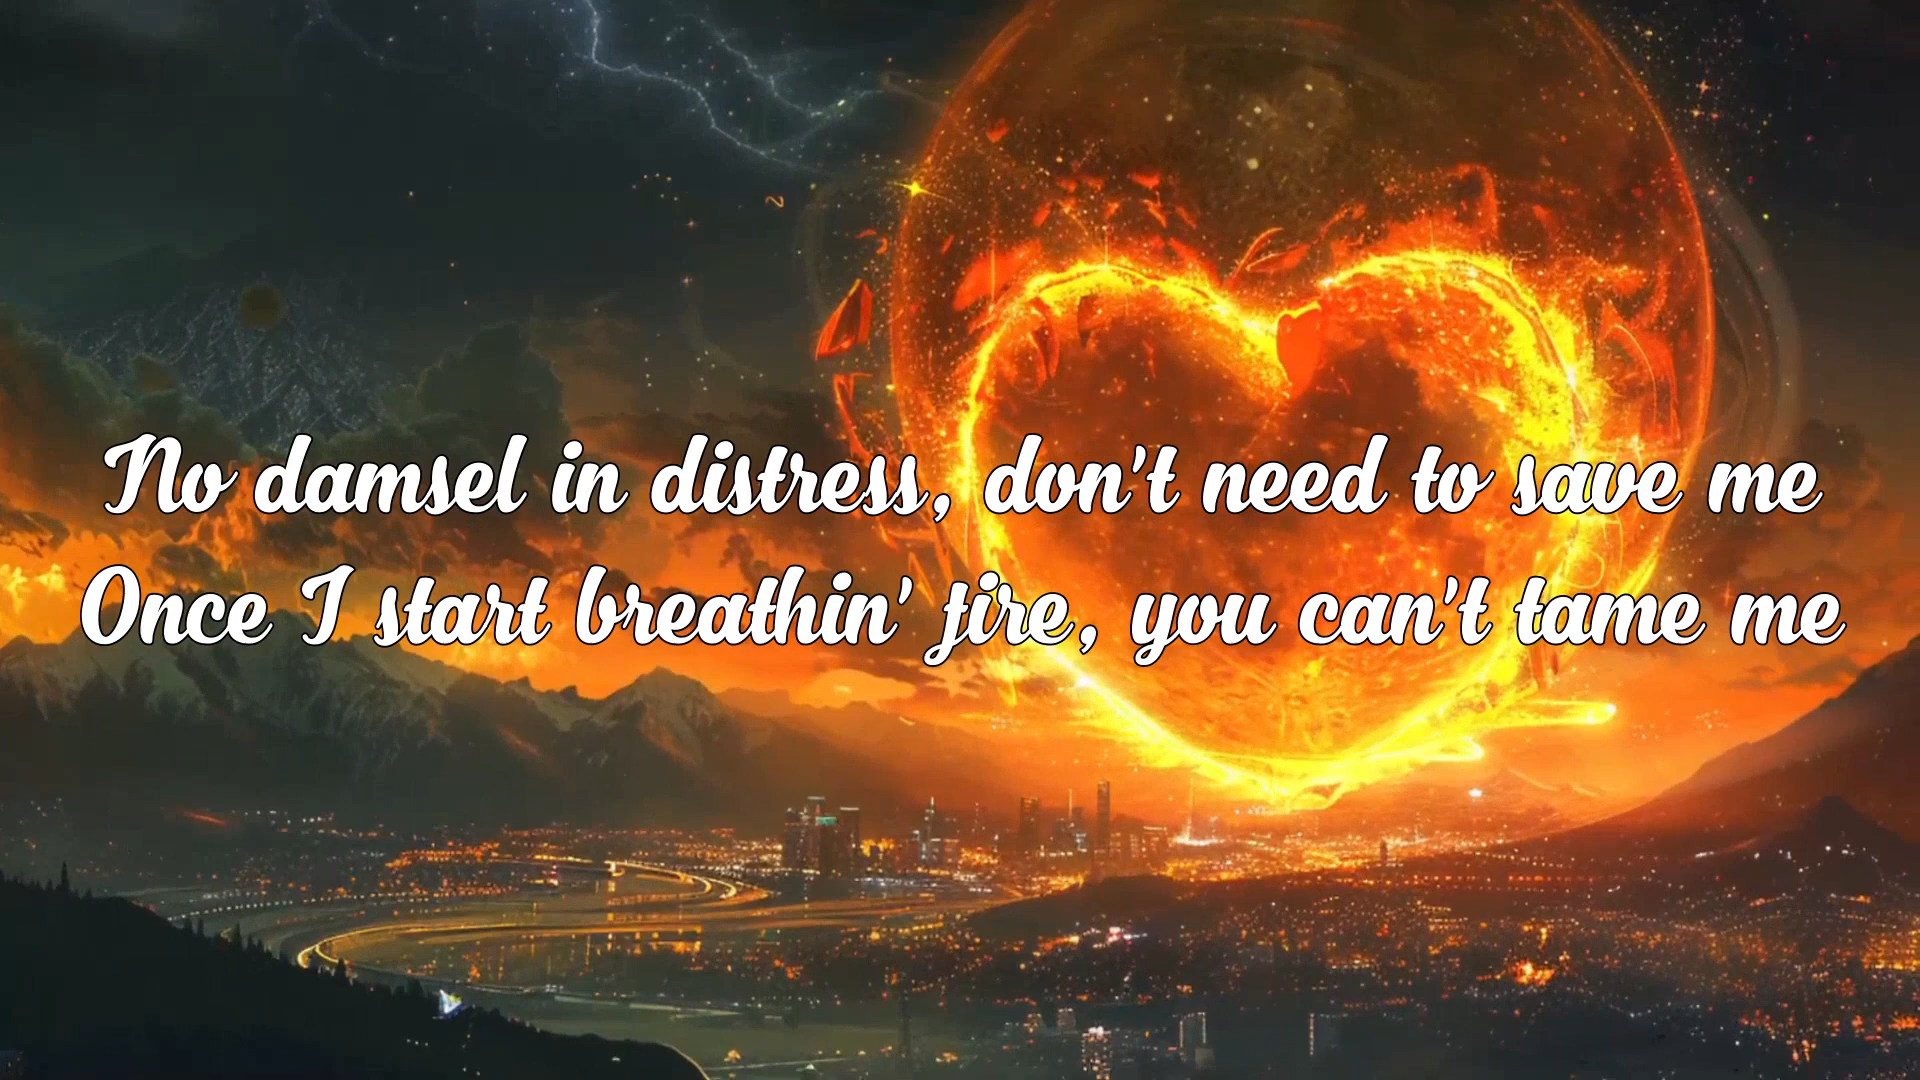 No damsel in distress, don't need to save me
Once I start breathin' fire, you can't tame me